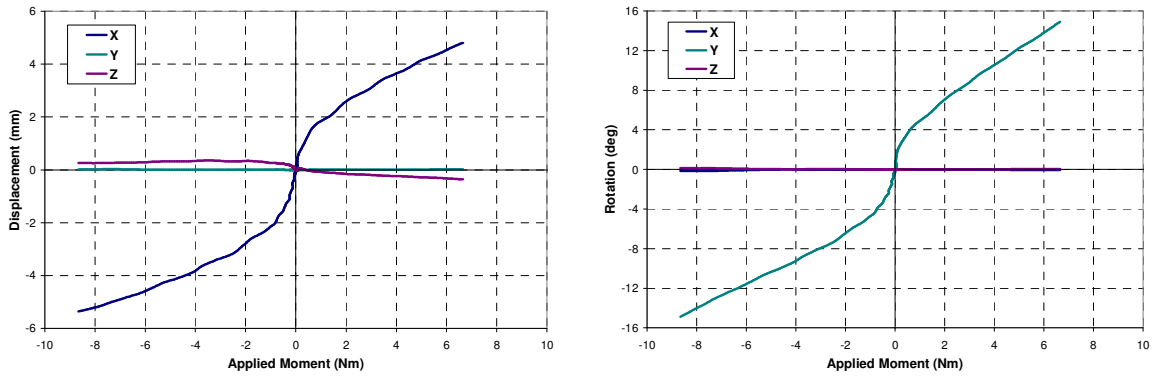 6
4
2
0
-2
-4
-6
-10 -8 -6 -4 -2 0 2 4 6 8 10
Displacement (mm)
Applied Moment (Nm)
X
Y
Z
16
12
8
4
0
-4
-8
-12
-16
-10 -8 -6 -4 -2 0 2 4 6 8 10
Rotation (deg)
Applied Moment (Nm)
X
Y
Z